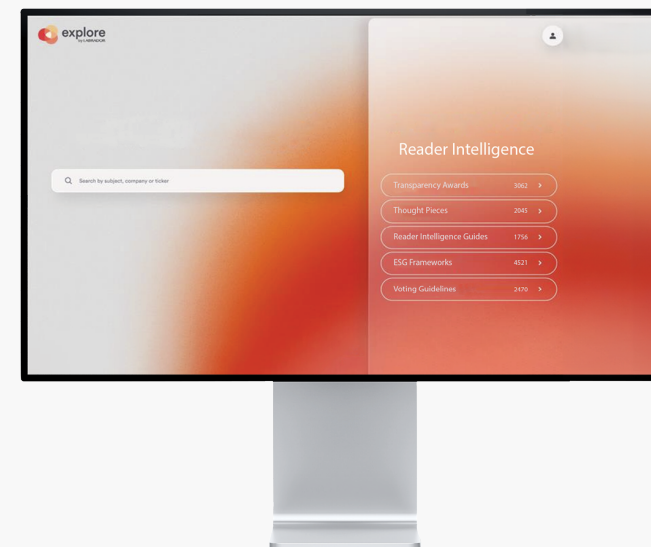 explore
Search by subject, company or ticker
Reader Intelligence
Transparency Awards 3062
Thought Pieces 2045
Reader Intelligence Guides 1756
ESG Frameworks 4521
Voting Guidelines 2470